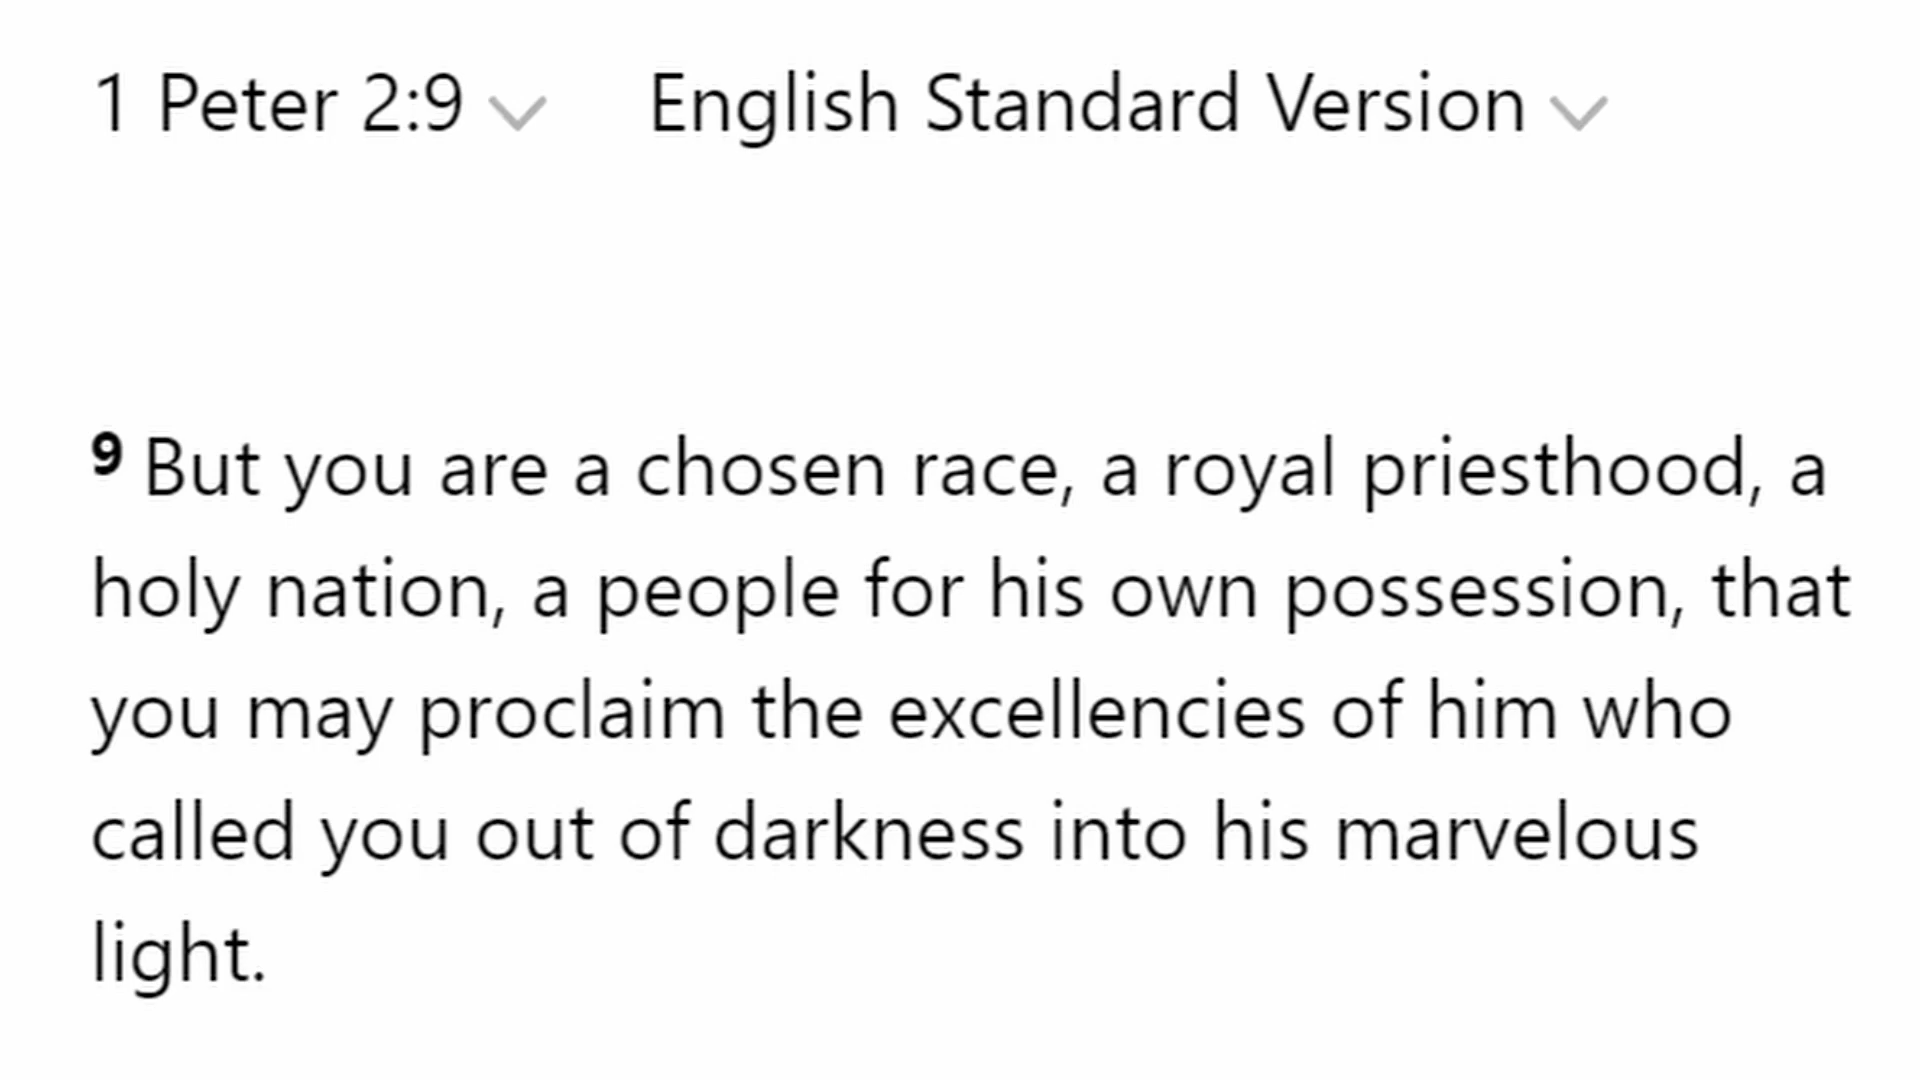 1 Peter 2:9 English Standard Version
9 But you are a chosen race, a royal priesthood, a
holy nation, a people for his own possession, that
you may proclaim the excellencies of him who
called you out of darkness into his marvelous
light.